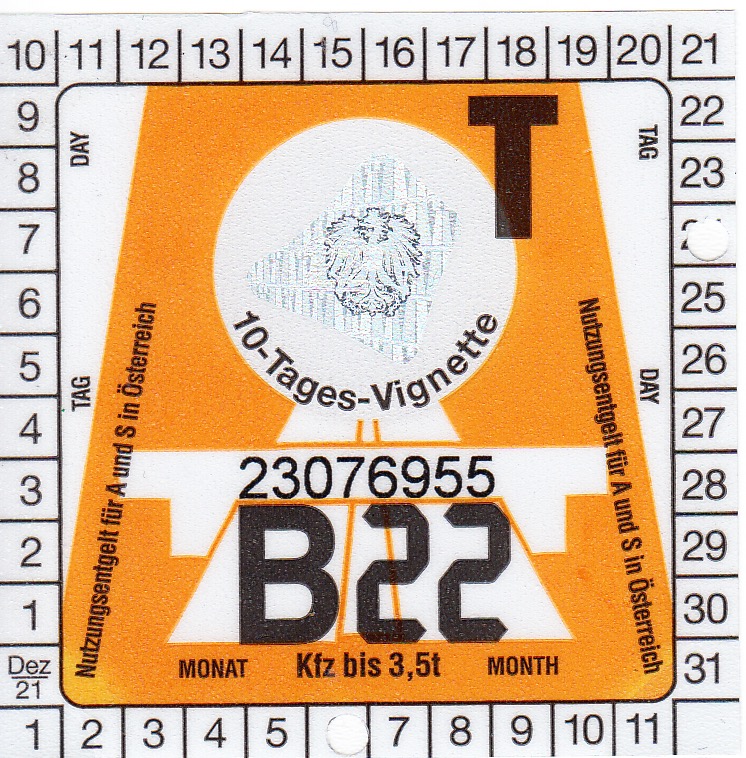 10 11 12 13 14 15 16 17 18 19 20 21
9 22
8 23
7
6 25
5 26
4 27
3 28
2 29
1 30
Dez 21 31
1 2 3 4 5 7 8 9 10 11
DAY
TAG
T
TAG
DAY
10-Tages-Vignette
Nutzungsentgelt für A und S in Österreich
Nutzungsentgelt für A und S in Österreich
23076955
B22
MONAT Kfz bis 3,5t MONTH